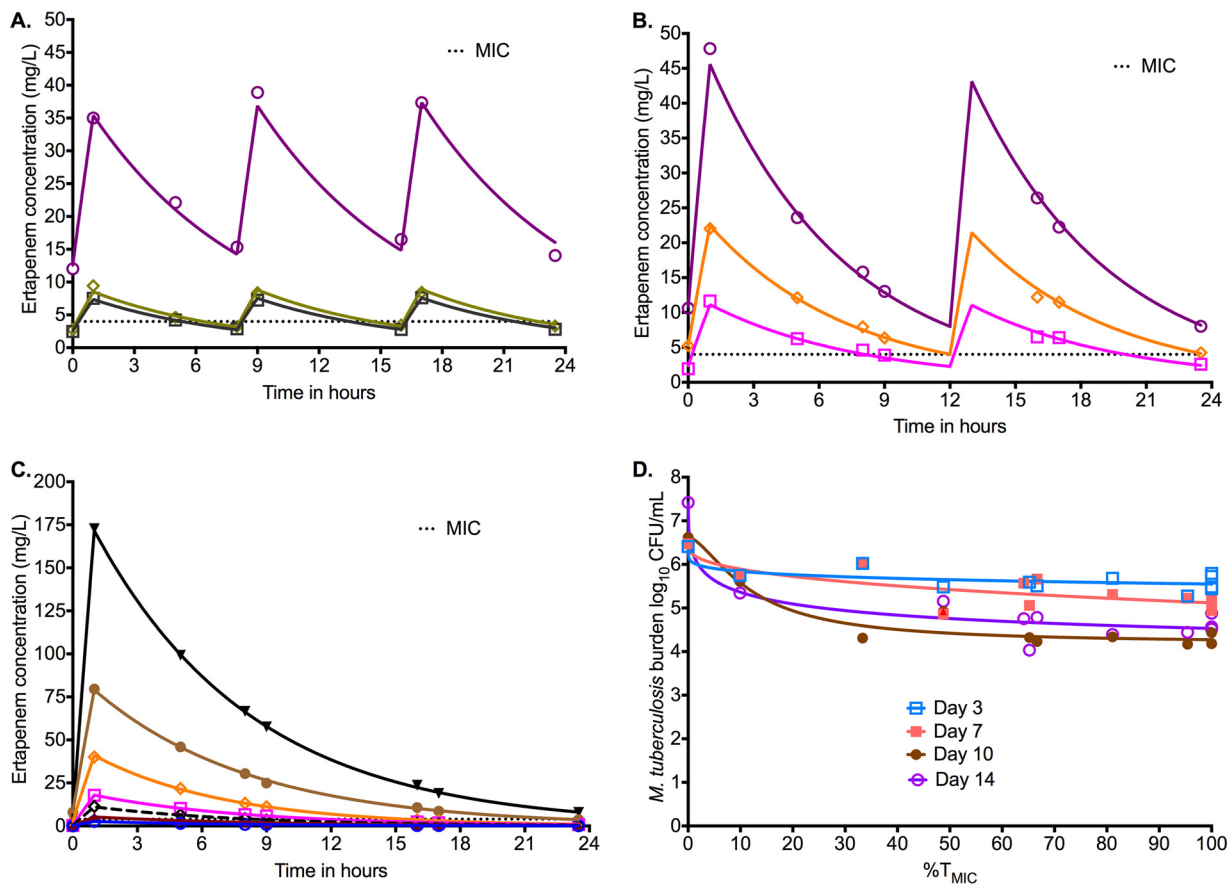 A.
Ertapenem concentration (mg/L)
50
45
40
35
30
25
20
15
10
5
0
MIC
0 3 6 9 12 15 18 21 24
Time in hours
B.
Ertapenem concentration (mg/L)
50
45
40
35
30
25
20
15
10
5
0
MIC
0 3 6 9 12 15 18 21 24
Time in hours
C.
Ertapenem concentration (mg/L)
200
175
150
125
100
75
50
25
0
MIC
0 3 6 9 12 15 18 21 24
Time in hours
D.
M. tuberculosis burden log10 CFU/mL
8
7
6
5
4
3
2
1
0
Day 3
Day 7
Day 10
Day 14
0 10 20 30 40 50 60 70 80 90 100
%TMIC